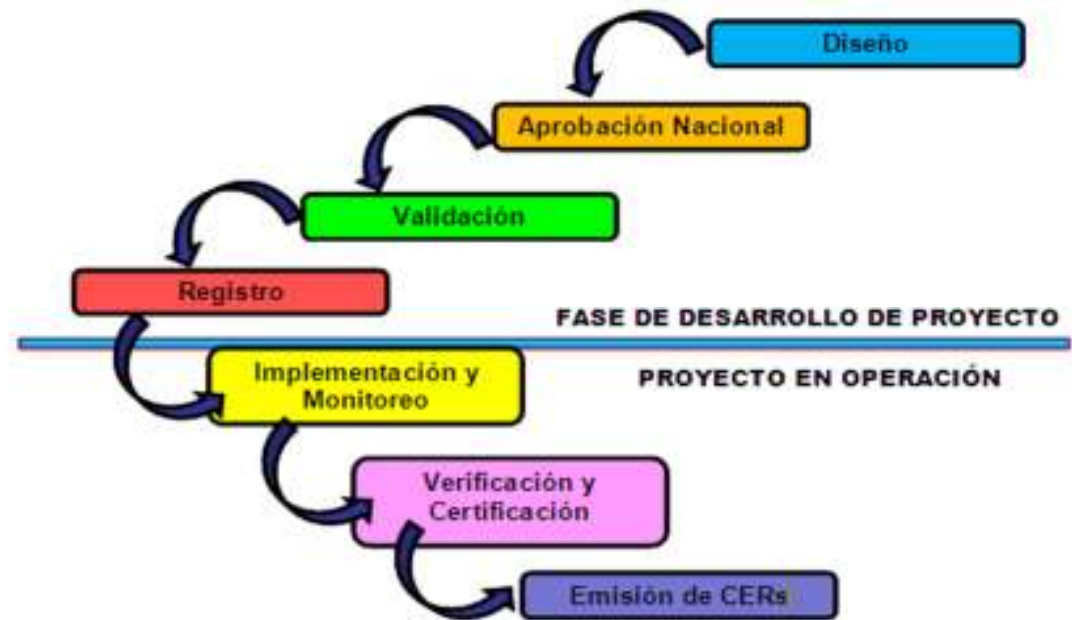 Diseño
Aprobación Nacional
Validación
Registro
FASE DE DESARROLLO DE PROYECTO
PROYECTO EN OPERACIÓN
Implementación y
Monitoreo
Verificación y
Certificación
Emisión de CERs